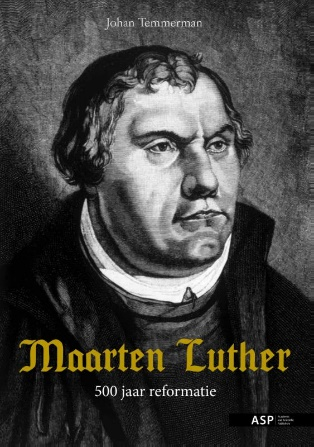 Johan Temmerman
Maarten Luther
500 jaar reformatie
ASP